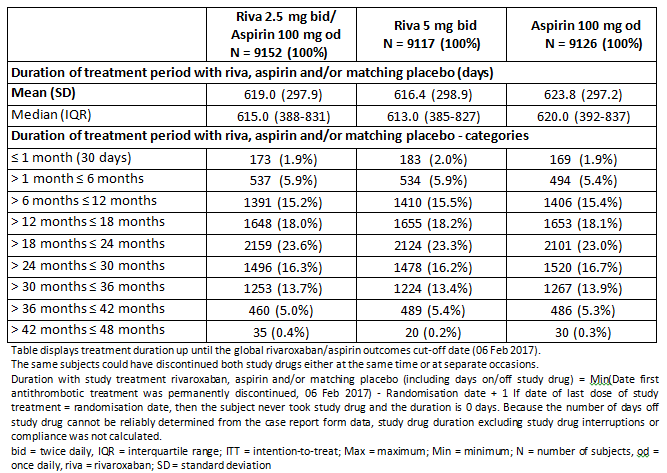 Riva 2.5 mg bid/ Riva 5 mg bid Aspirin 100 mg od
Aspirin 100 mg od N = 9117 (100%) N = 9126 (100%)
N = 9152 (100%)
Duration of treatment period with riva, aspirin and/or matching placebo (days)
Mean (SD) 619.0 (297.9) 616.4 (298.9) 623.8 (297.2)
Median (IQR) 615.0 (388-831) 613.0 (385-827) 620.0 (392-837)
Duration of treatment period with riva, aspirin and/or matching placebo - categories
≤ 1 month (30 days) 173 (1.9%) 183 (2.0%) 169 (1.9%)
> 1 month ≤ 6 months 537 (5.9%) 534 (5.9%) 494 (5.4%)
> 6 months ≤ 12 months 1391 (15.2%) 1410 (15.5%) 1406 (15.4%)
> 12 months ≤ 18 months 1648 (18.0%) 1655 (18.2%) 1653 (18.1%)
> 18 months ≤ 24 months 2159 (23.6%) 2124 (23.3%) 2101 (23.0%)
> 24 months ≤ 30 months 1496 (16.3%) 1478 (16.2%) 1520 (16.7%)
> 30 months ≤ 36 months 1253 (13.7%) 1224 (13.4%) 1267 (13.9%)
> 36 months ≤ 42 months 460 (5.0%) 489 (5.4%) 486 (5.3%)
> 42 months ≤ 48 months 35 (0.4%) 20 (0.2%) 30 (0.3%)
Table displays treatment duration up until the global rivaroxaban/aspirin outcomes cut-off date (06 Feb 2017).
The same subjects could have discontinued both study drugs either at the same time or at separate occasions.
Duration with study treatment rivaroxaban, aspirin and/or matching placebo (including days on/off study drug) = Min(Date first
antithrombotic treatment was permanently discontinued, 06 Feb 2017) - Randomisation date + 1 If date of last dose of study
treatment = randomisation date, then the subject never took study drug and the duration is 0 days. Because the number of days off
study drug cannot be reliably determined from the case report form data, study drug duration excluding study drug interruptions or
compliance was not calculated.
bid = twice daily, IQR = interquartile range; ITT = intention-to-treat; Max = maximum; Min = minimum; N = number of subjects, od =
once daily, riva = rivaroxaban; SD = standard deviation